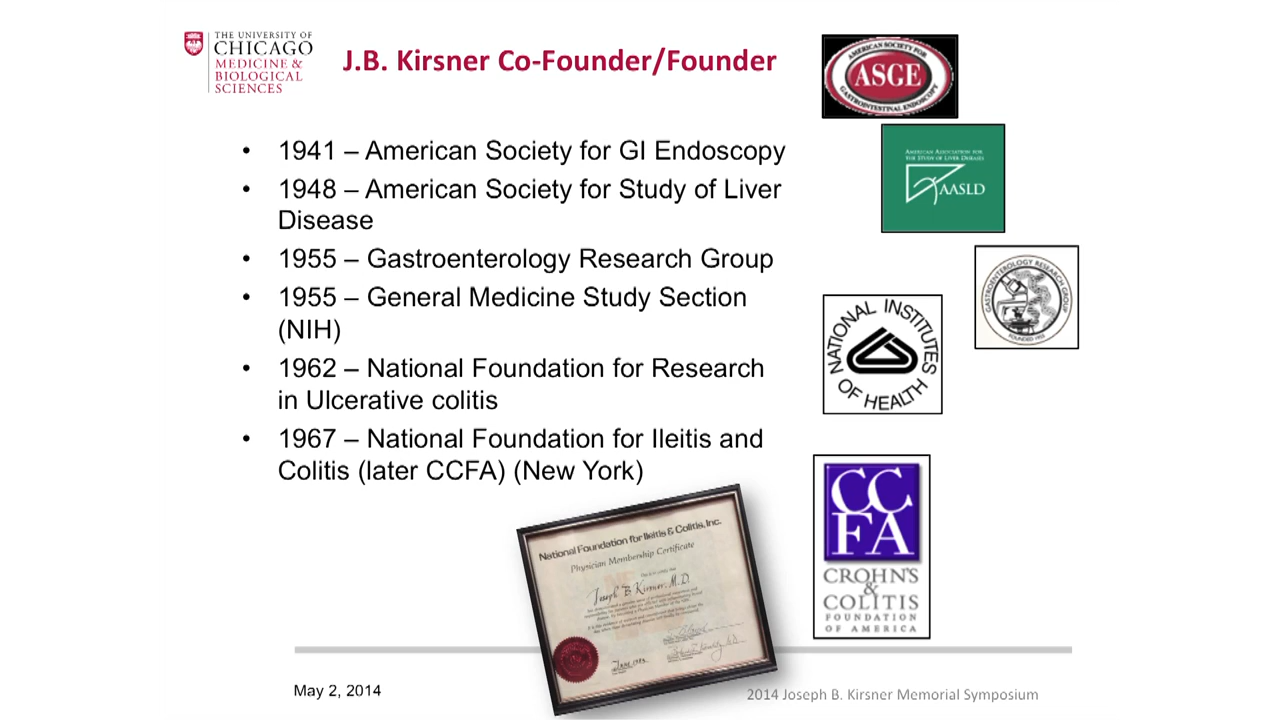 THE UNIVERSITY OF
CHICAGO
MEDICINE &
BIOLOGICAL
SCIENCES
J.B. Kirsner Co-Founder/Founder
• 1941 – American Society for GI Endoscopy
• 1948 – American Society for Study of Liver
Disease
• 1955 – Gastroenterology Research Group
• 1955 – General Medicine Study Section
(NIH)
• 1962 – National Foundation for Research
in Ulcerative colitis
• 1967 – National Foundation for Ileitis and
Colitis (later CCFA) (New York)
AMERICAN SOCIETY FOR
ASGE
GASTROINTESTINAL ENDOSCOPY
AMERICAN ASSOCIATION FOR
THE STUDY OF LIVER DISEASES
AASLD
GASTROENTEROLOGY RESEARCH GROUP
FOUNDED 1955
NATIONAL INSTITUTES
OF HEALTH
CC
FA
CROHN'S
&
COLITIS
FOUNDATION
OF AMERICA
National Foundation for Ileitis & Colitis, Inc.
Physician Membership Certificate
Joseph B Kirsner, M.D.
May 2, 2014
2014 Joseph B. Kirsner Memorial Symposium